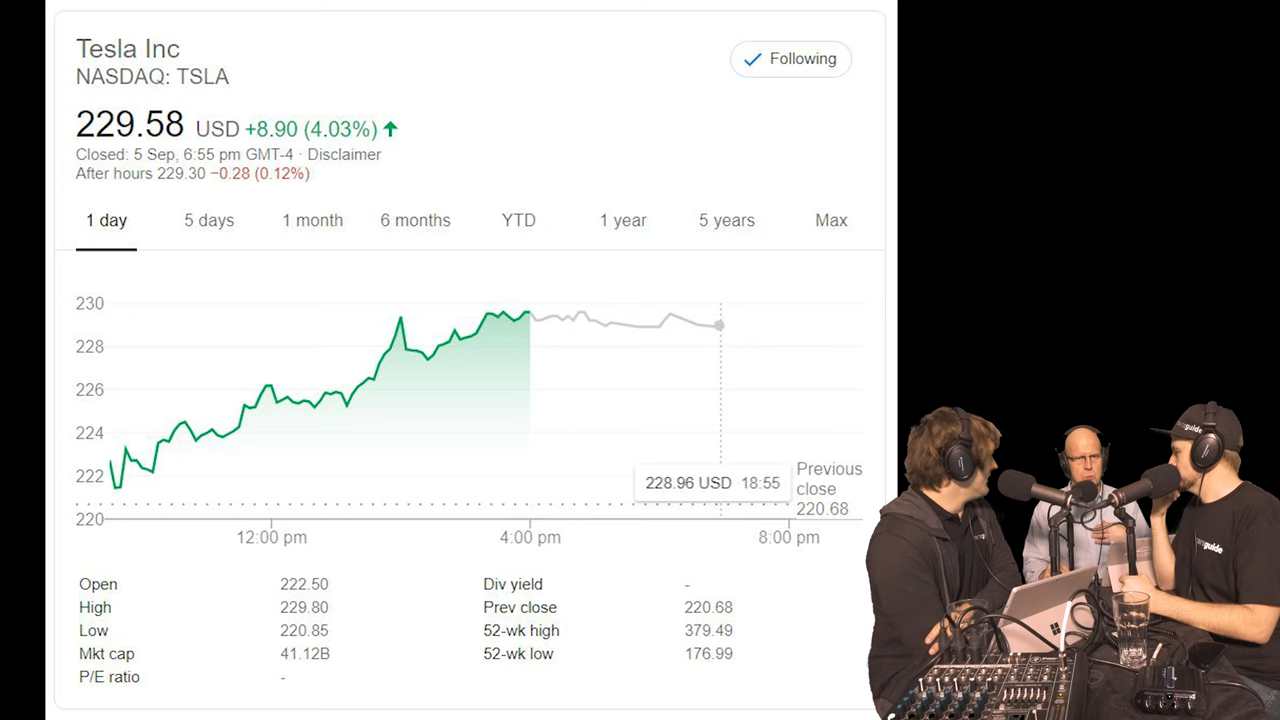 Tesla Inc
NASDAQ: TSLA
Following
229.58 USD +8.90 (4.03%)
Closed: 5 Sep, 6:55 pm GMT-4 · Disclaimer
After hours 229.30 −0.28 (0.12%)
1 day 5 days 1 month 6 months YTD 1 year 5 years Max
230
228
226
224
222
220
228.96 USD 18:55
Previous
close
220.68
12:00 pm 4:00 pm 8:00 pm
Open 222.50 Div yield -
High 229.80 Prev close 220.68
Low 220.85 52-wk high 379.49
Mkt cap 41.12B 52-wk low 176.99
P/E ratio -
guide
guide